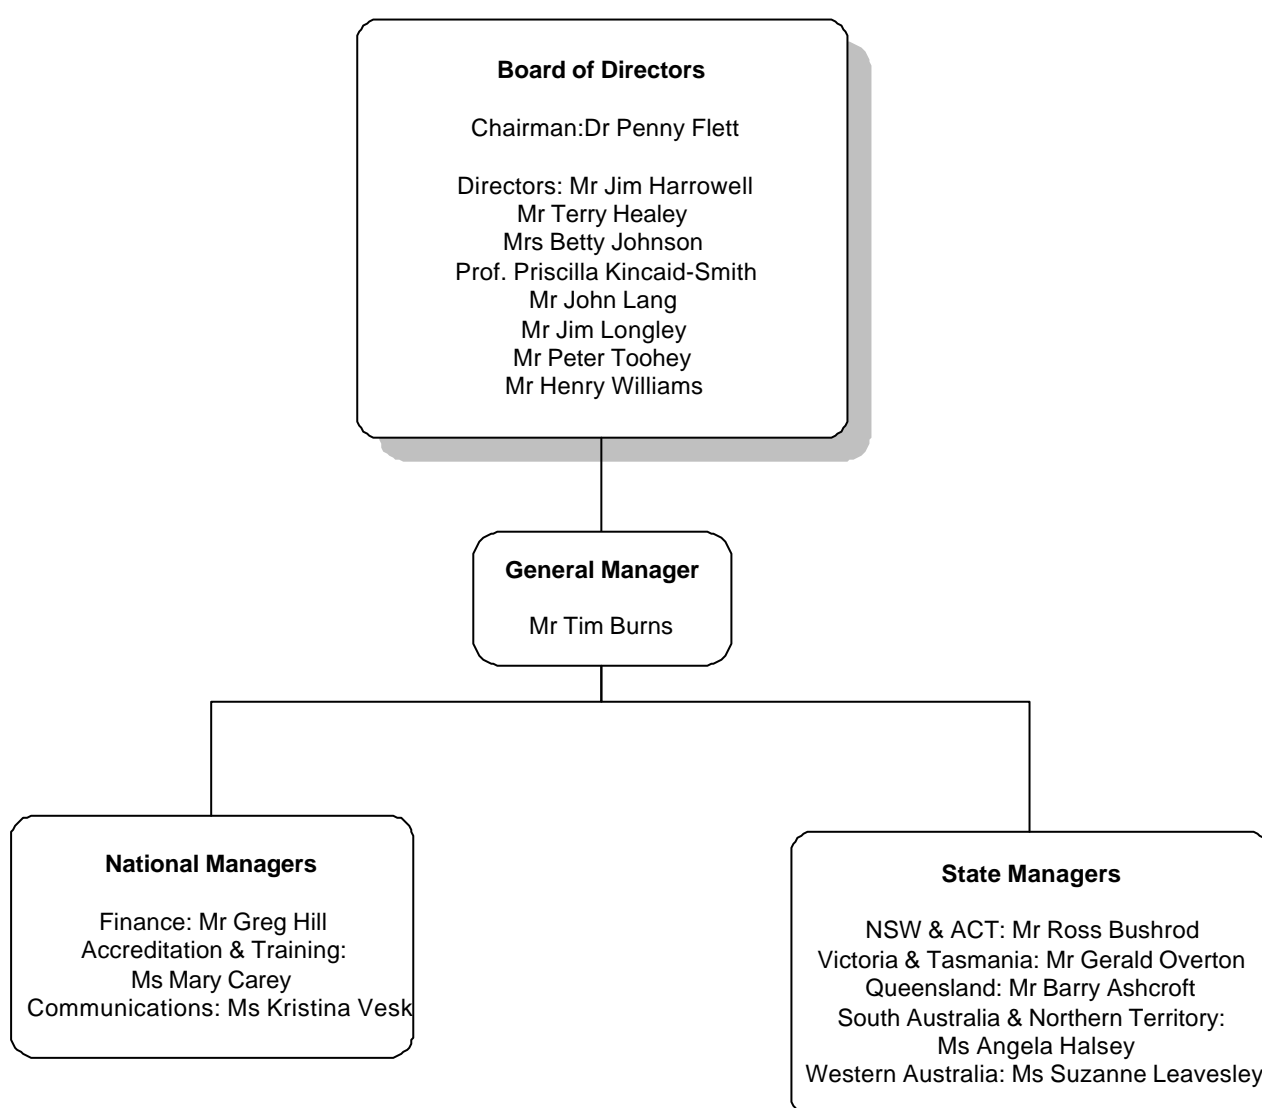 Board of Directors
Chairman:Dr Penny Flett
Directors: Mr Jim Harrowell
Mr Terry Healey
Mrs Betty Johnson
Prof. Priscilla Kincaid-Smith
Mr John Lang
Mr Jim Longley
Mr Peter Toohey
Mr Henry Williams
General Manager
Mr Tim Burns
National Managers
Finance: Mr Greg Hill
Accreditation & Training:
Ms Mary Carey
Communications: Ms Kristina Vesk
State Managers
NSW & ACT: Mr Ross Bushrod
Victoria & Tasmania: Mr Gerald Overton
Queensland: Mr Barry Ashcroft
South Australia & Northern Territory:
Ms Angela Halsey
Western Australia: Ms Suzanne Leavesley